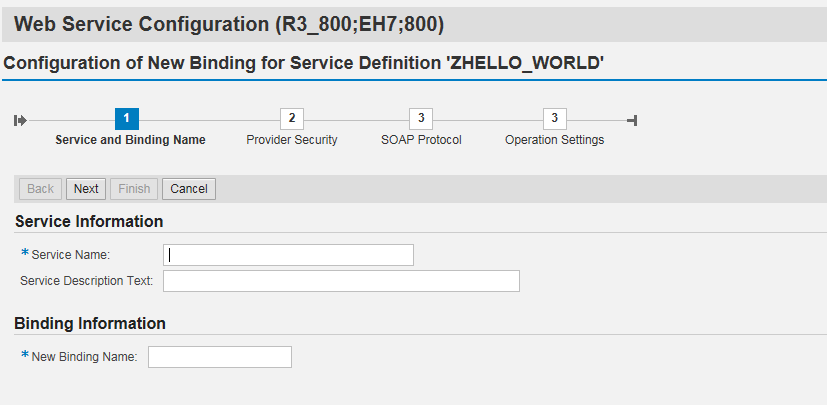 Web Service Configuration (R3_800;EH7;800)
Configuration of New Binding for Service Definition 'ZHELLO_WORLD'
1 2 3 3
Service and Binding Name Provider Security SOAP Protocol Operation Settings
Back Next Finish Cancel
Service Information
* Service Name:
Service Description Text:
Binding Information
* New Binding Name: